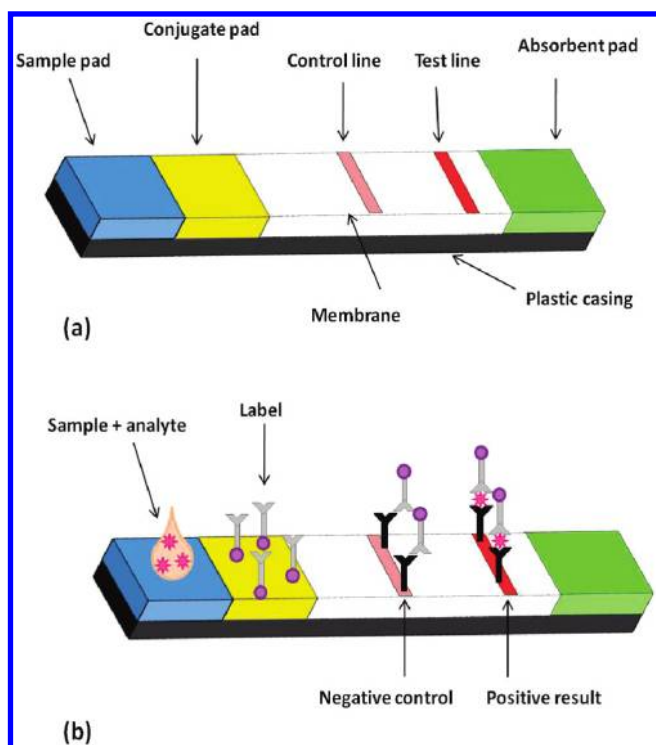 Conjugate pad
Sample pad
Control line
Test line
Absorbent pad
Membrane
Plastic casing
(a)
Label
Sample + analyte
Negative control
Positive result
(b)